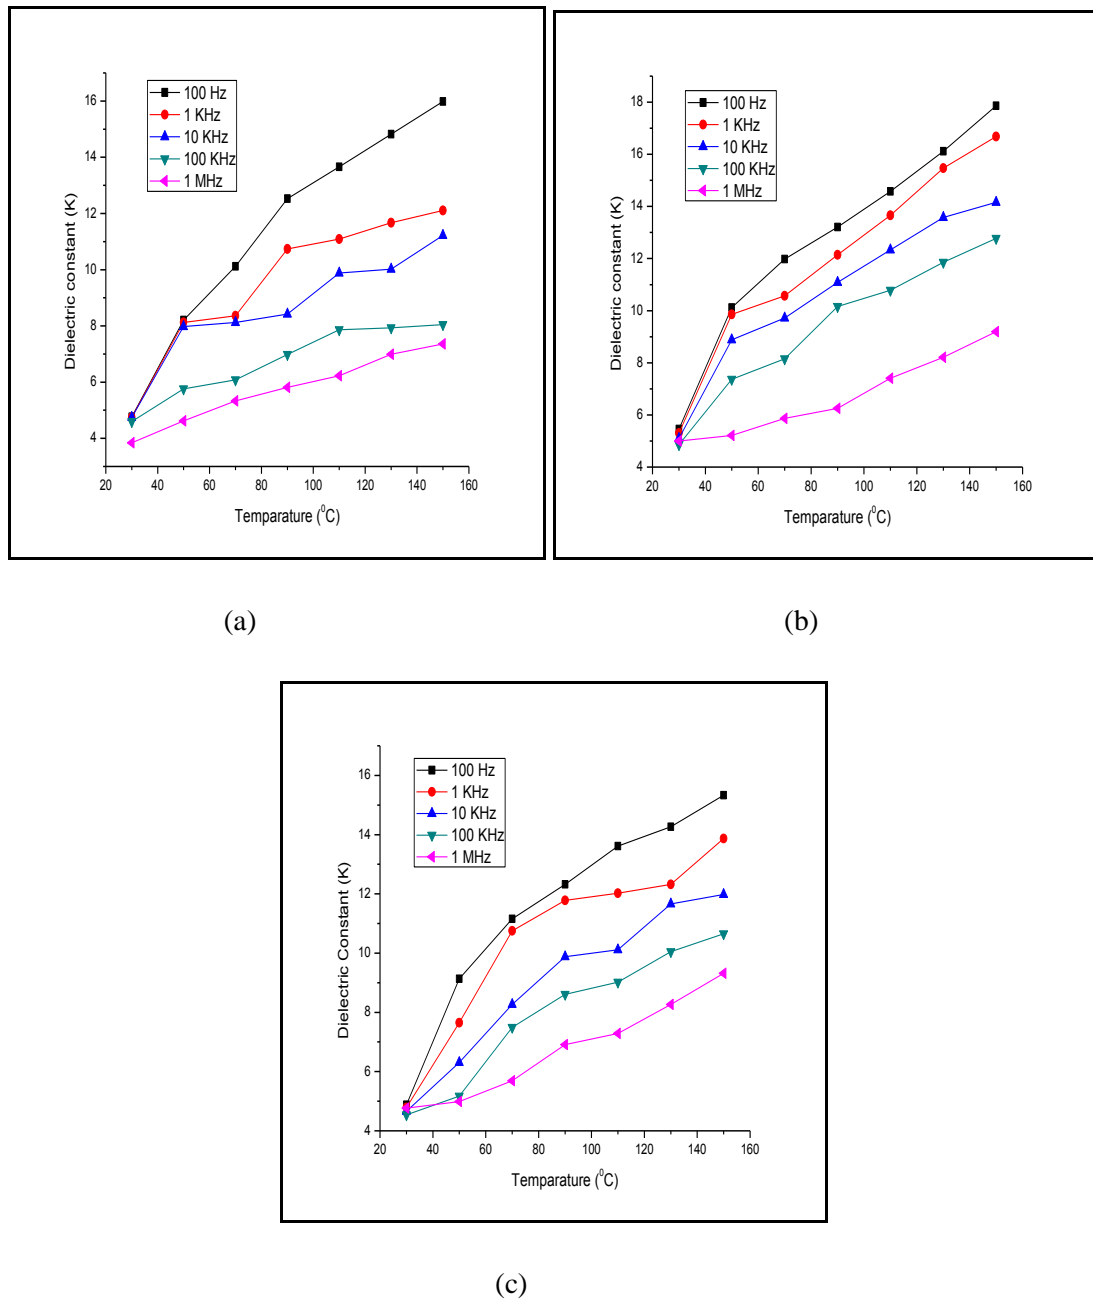 100 Hz
1 KHz
10 KHz
100 KHz
1 MHz
16
14
12
10
8
6
4
Dielectric constant (K)
20 40 60 80 100 120 140 160
Temparature (⁰C)
(a)
100 Hz
1 KHz
10 KHz
100 KHz
1 MHz
18
16
14
12
10
8
6
4
Dielectric constant (K)
20 40 60 80 100 120 140 160
Temparature (⁰C)
(b)
100 Hz
1 KHz
10 KHz
100 KHz
1 MHz
16
14
12
10
8
6
4
Dielectric Constant (K)
20 40 60 80 100 120 140 160
Temparature (⁰C)
(c)